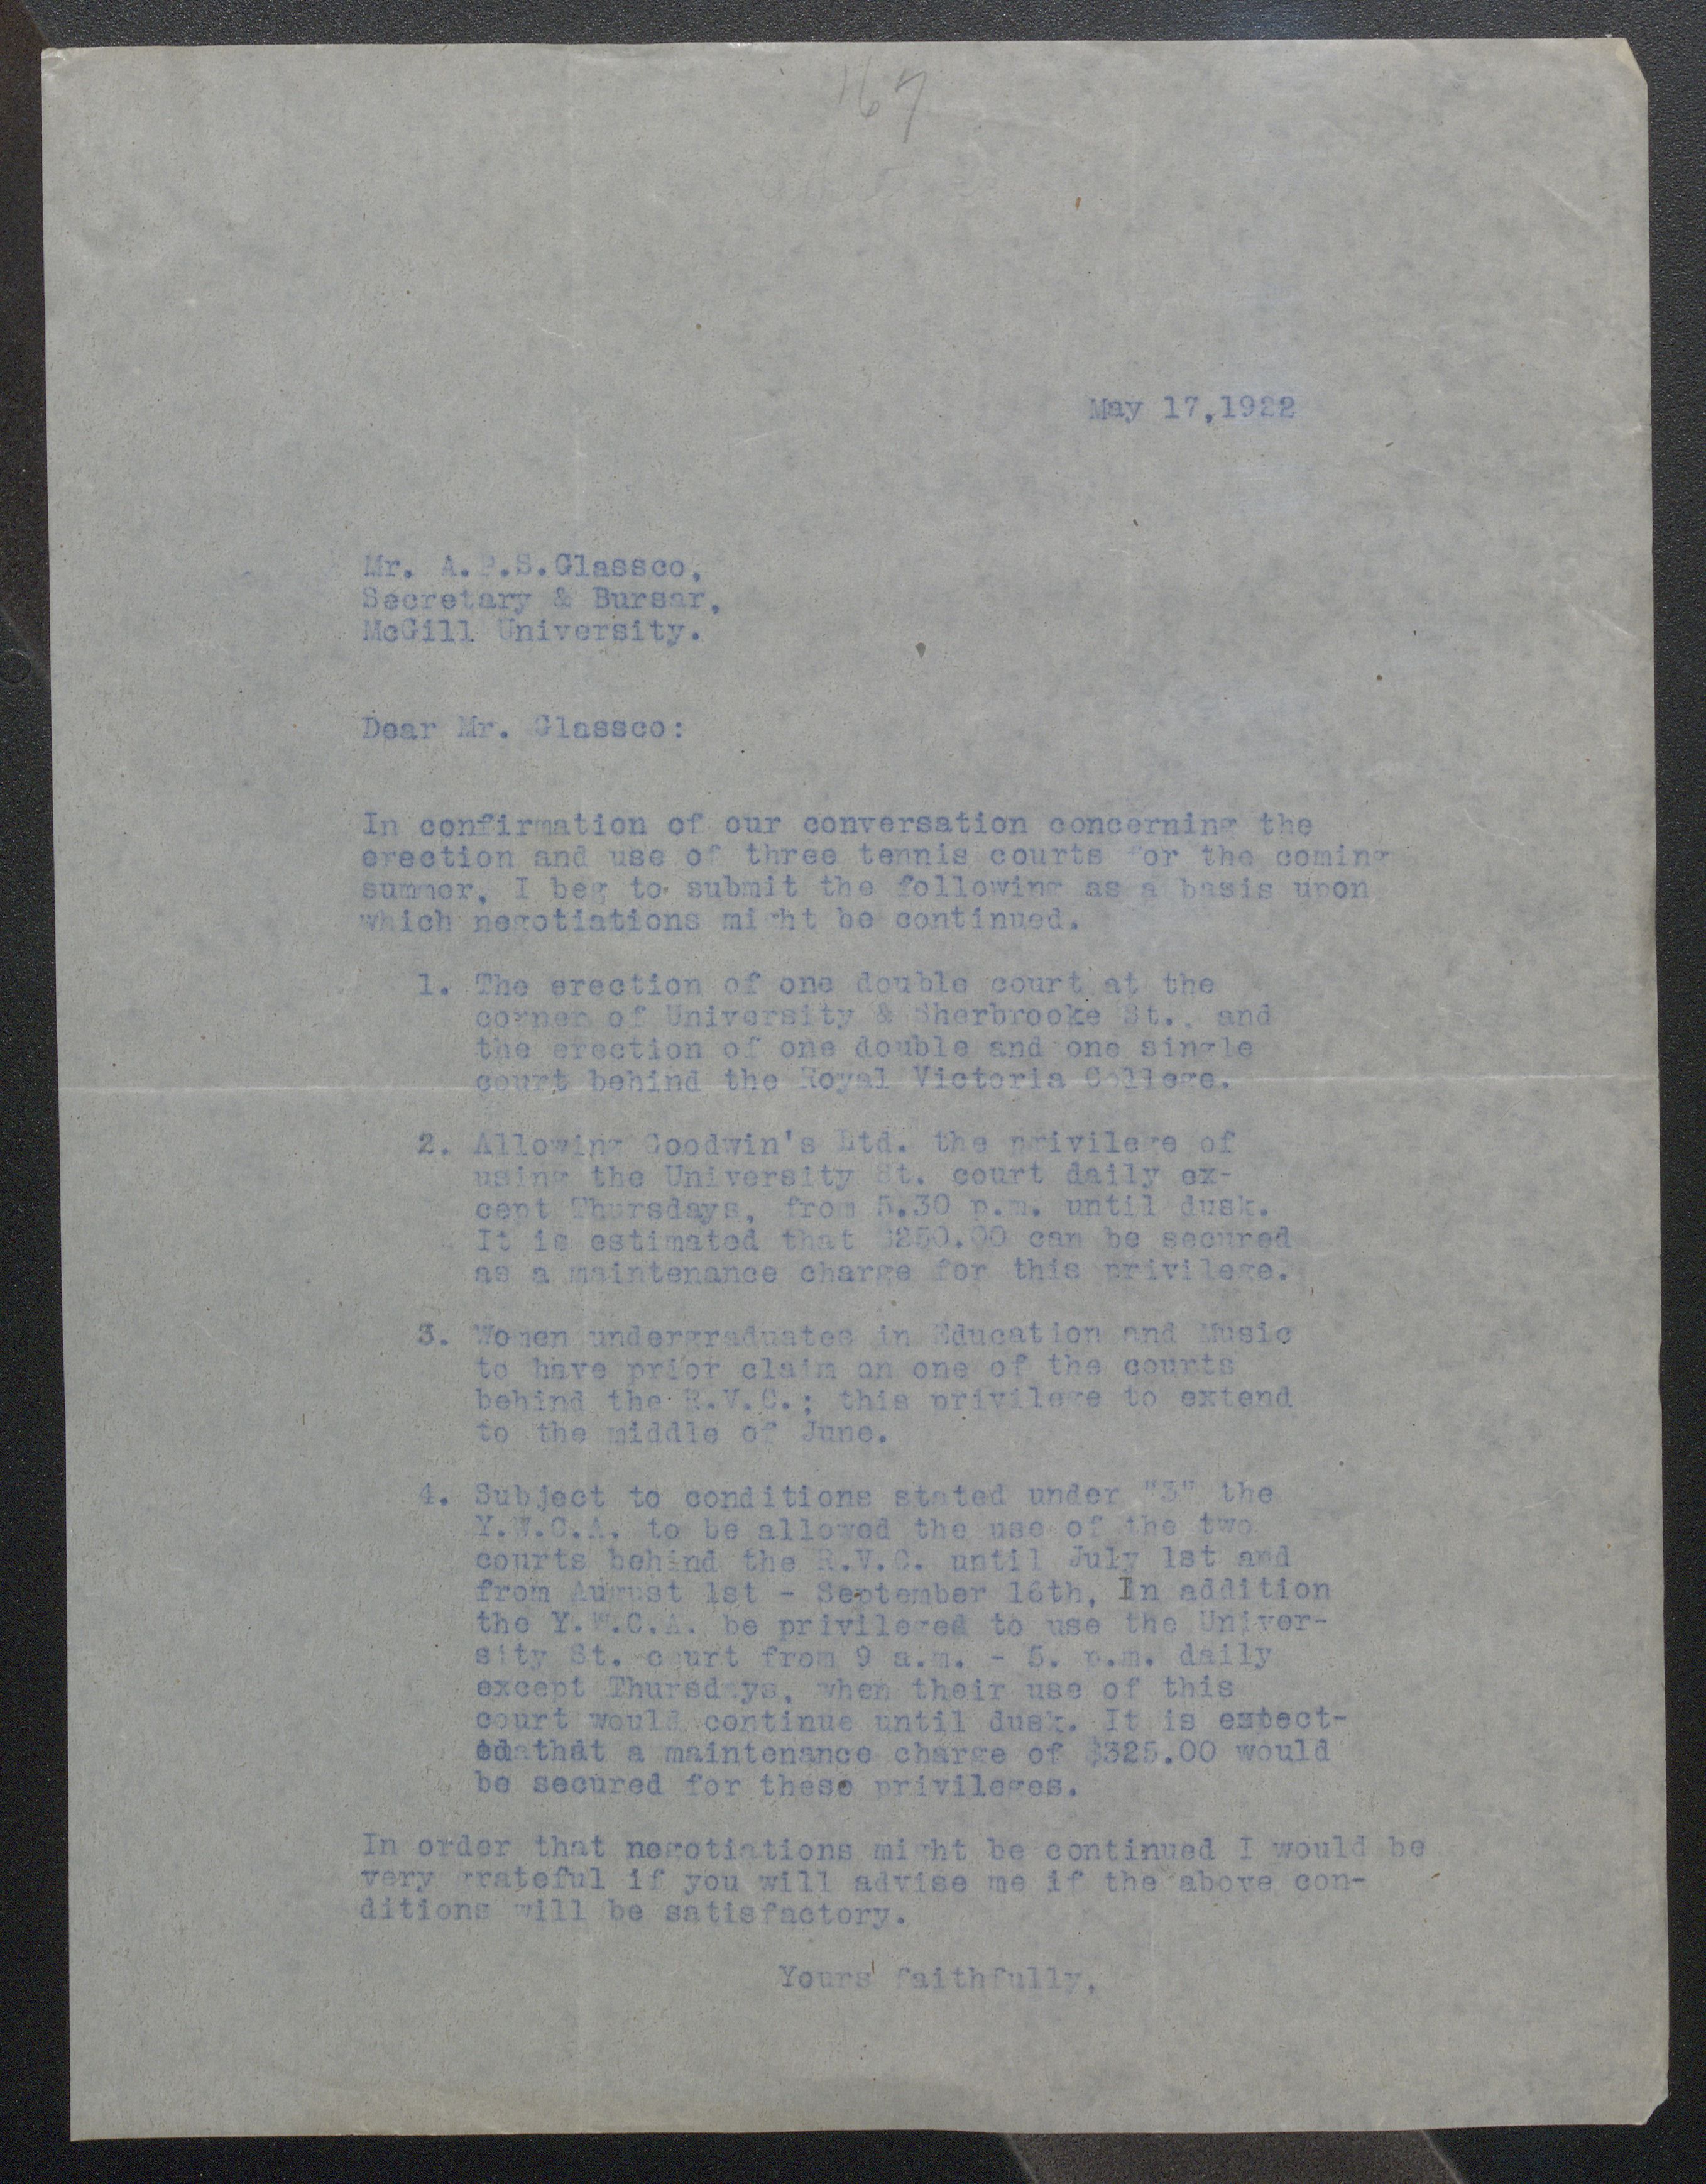 167
May 17,1922
Mr. A.P.S.Glassco,
Secretary & Bursar,
McGill University.
Dear Mr. Glassco:
In confirmation of our conversation concerning the
erection and use of three tennis courts for the coming
summer, I beg to submit the following as a basis upon
which negotiations might be continued.
1. The erection of one double court at the
corner of University & Sherbrooke St., and
the erection of one double and one single
court behind the Royal Victoria College.
2. Allowing Goodwin's Ltd. the privilege of
using the University St. court daily ex-
cept Thursdays, from 5.30 p.m. until dusk.
It is estimated that $250.00 can be secured
as a maintenance charge for this privilege.
3. Women undergraduates in Education and Music
to have prior claim on one of the courts
behind the R.V.C.; this privilege to extend
to the middle of June.
4. Subject to conditions stated under "3" the
Y.W.C.A. to be allowed the use of the two
courts behind the R.V.C. until July 1st and
from August 1st - September 16th, In addition
the Y.W.C.A. be privileged to use the Univer-
sity St. court from 9 a.m. - 5. p.m. daily
except Thursdays, when their use of this
court would continue until dusk. It is expect-
ed that a maintenance charge of $325.00 would
be secured for these privileges.
In order that negotiations might be continued I would be
very grateful if you will advise me if the above con-
ditions will be satisfactory.
Yours faithfully,